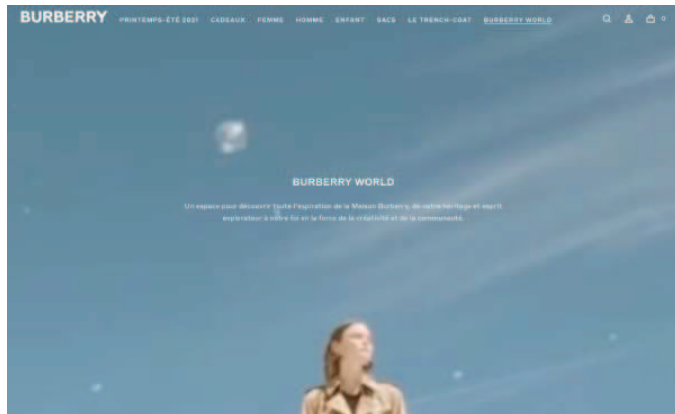 BURBERRY PRINTEMPS-ÉTÉ 2021 CADEAUX FEMME HOMME ENFANT SACS LE TRENCH-COAT BURBERRY WORLD 0
BURBERRY WORLD
Un espace pour découvrir toute l'inspiration de la Maison Burberry, de notre héritage et esprit
explorateur à notre foi en la force de la créativité et de la communauté.